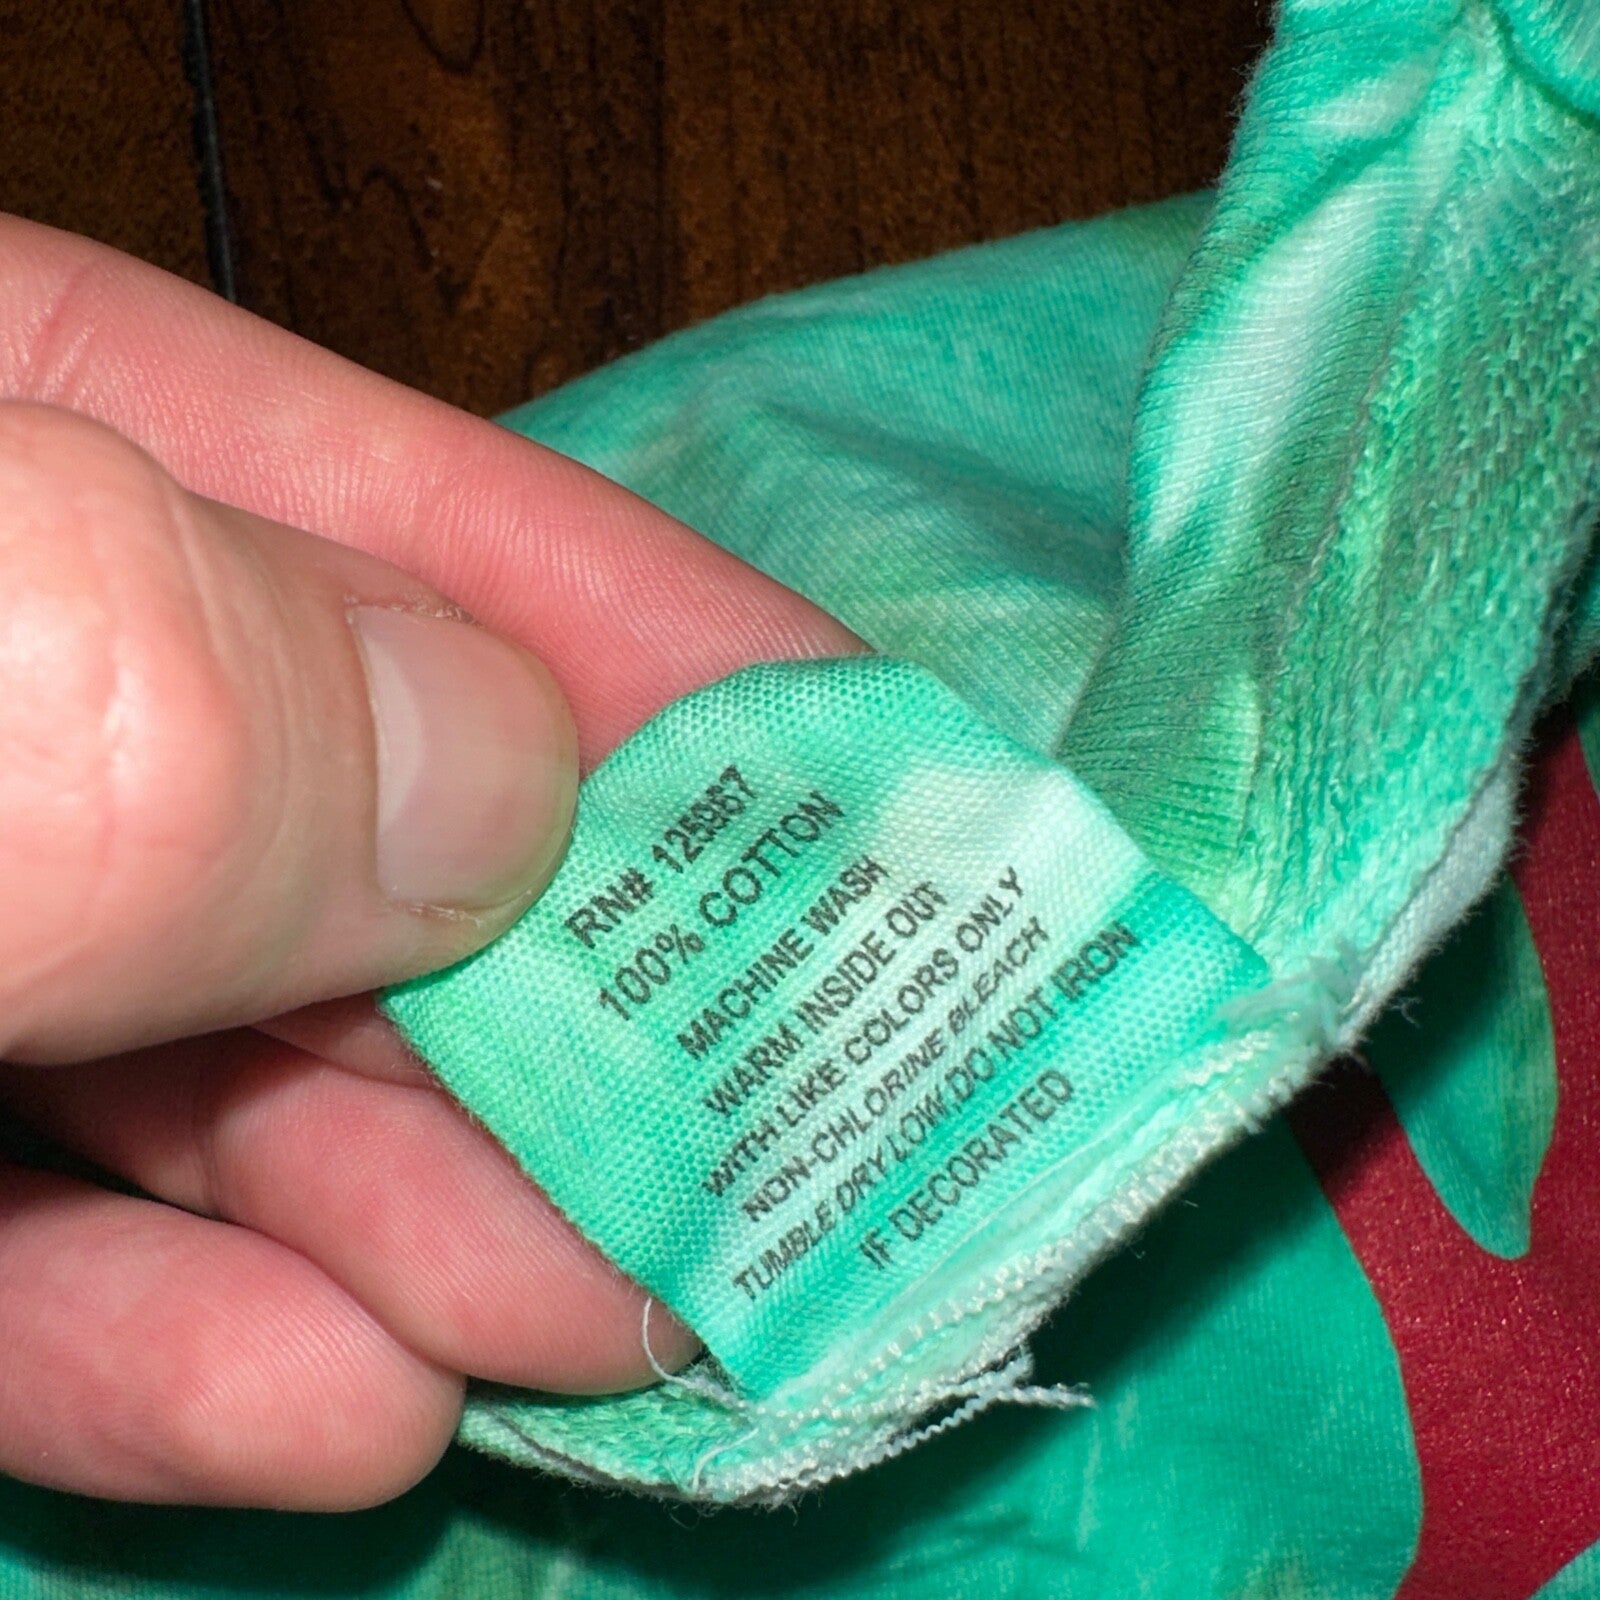 RN# 125967
100% COTTON
MACHINE WASH
WARM INSIDE OUT
WITH LIKE COLORS ONLY
NON-CHLORINE BLEACH
TUMBLE DRY LOW, DO NOT IRON
IF DECORATED